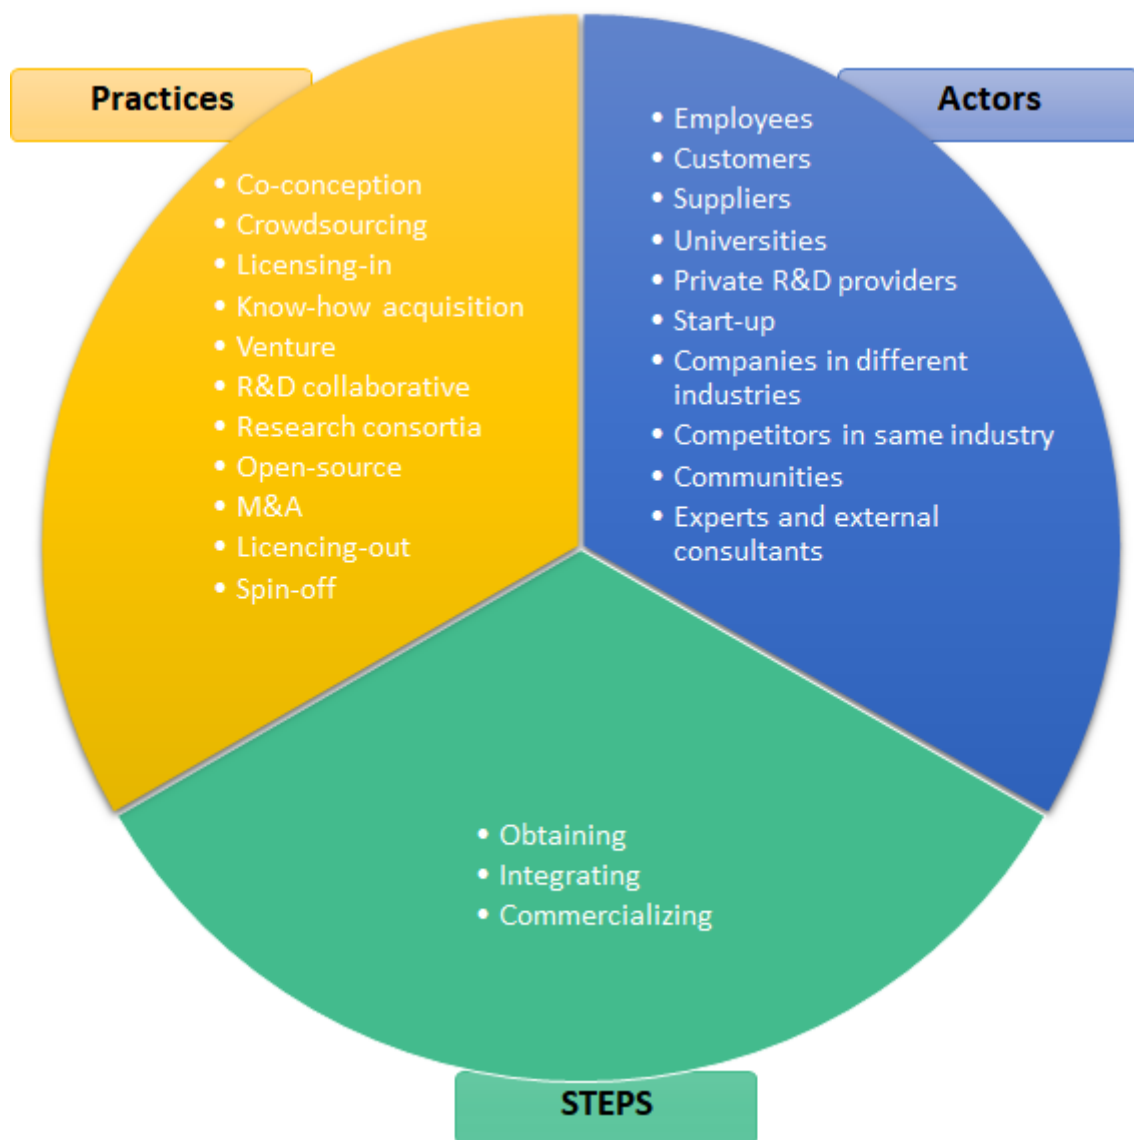 Practices
• Co-conception
• Crowdsourcing
• Licensing-in
• Know-how acquisition
• Venture
• R&D collaborative
• Research consortia
• Open-source
• M&A
• Licencing-out
• Spin-off
Actors
• Employees
• Customers
• Suppliers
• Universities
• Private R&D providers
• Start-up
• Companies in different
industries
• Competitors in same industry
• Communities
• Experts and external
consultants
• Obtaining
• Integrating
• Commercializing
STEPS